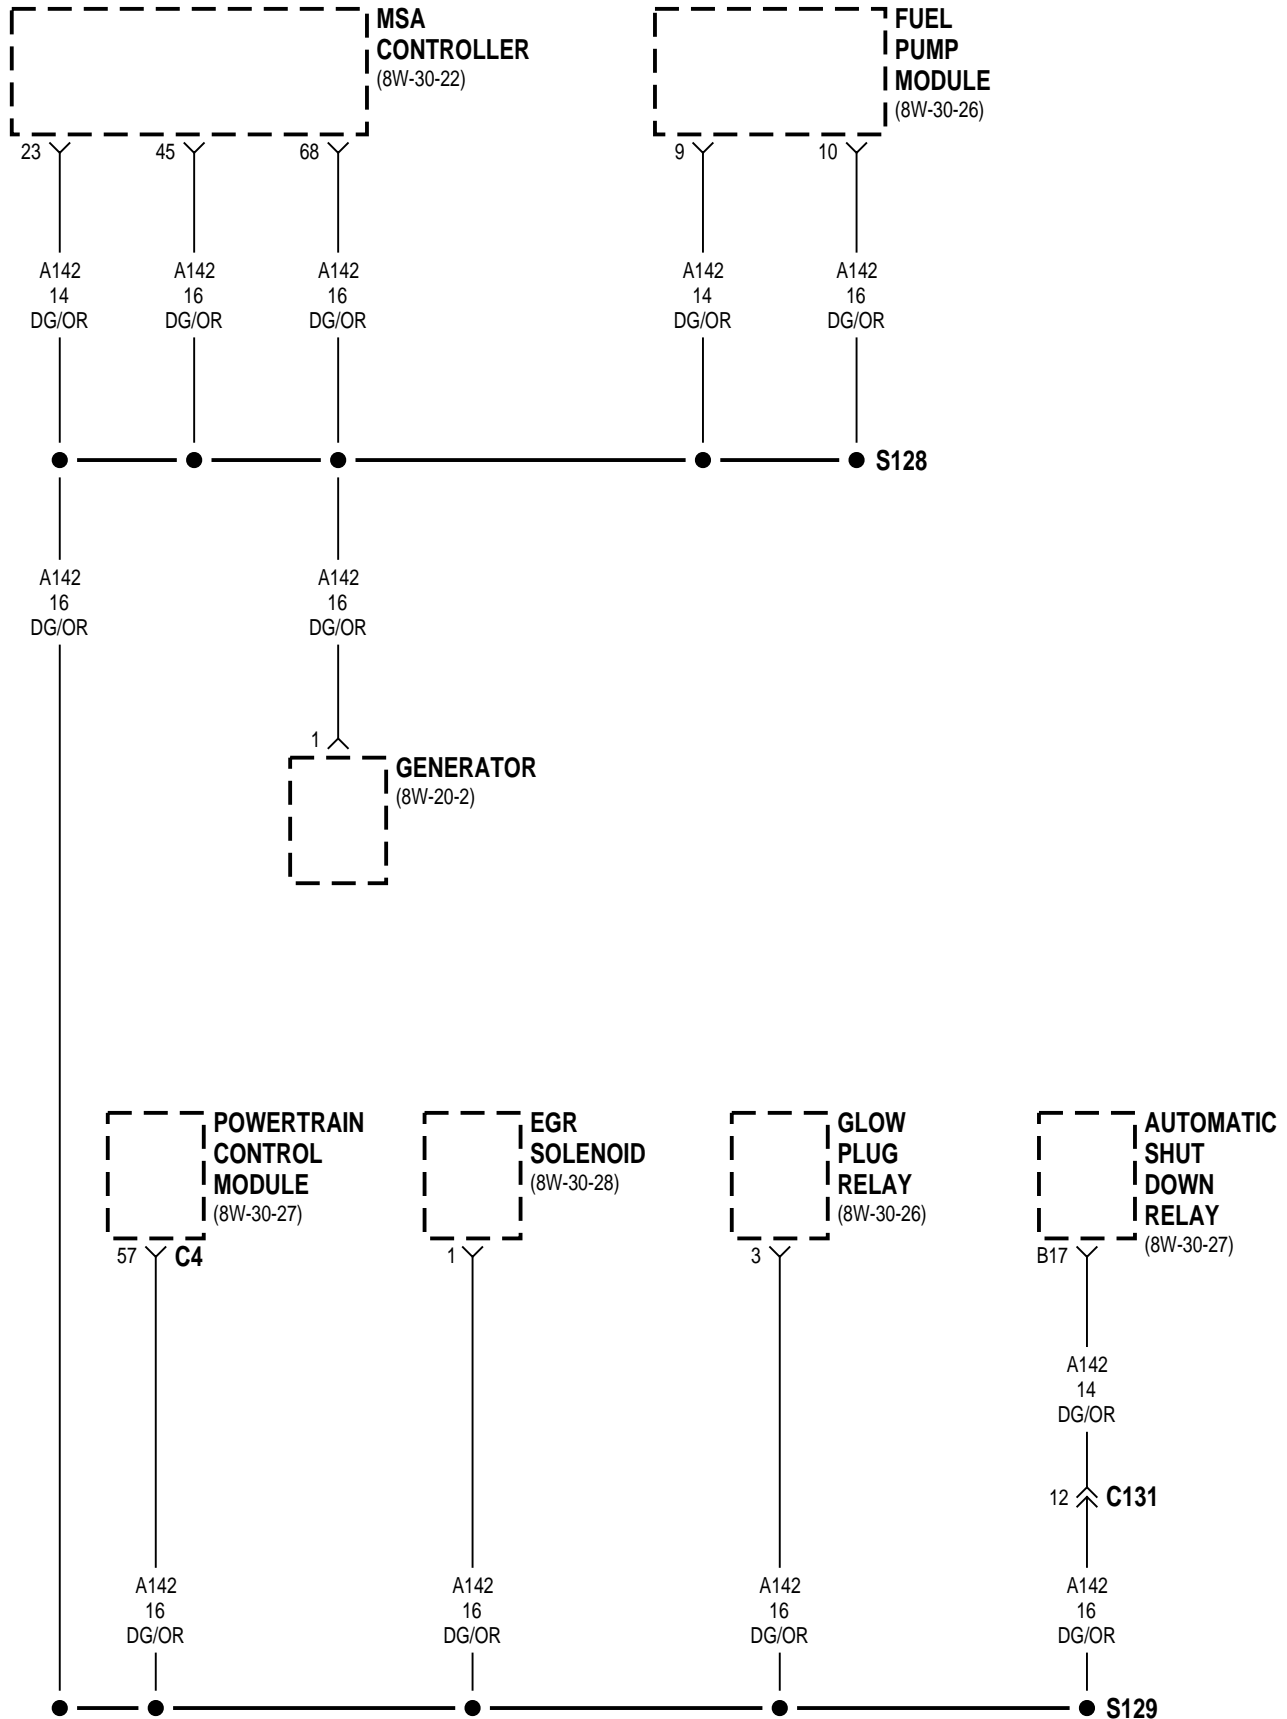 MSA
CONTROLLER
(8W-30-22)
FUEL
PUMP
MODULE
(8W-30-26)
23
45
68
9
10
A142
14
DG/OR
A142
16
DG/OR
A142
16
DG/OR
A142
14
DG/OR
A142
16
DG/OR
S128
A142
16
DG/OR
A142
16
DG/OR
1
GENERATOR
(8W-20-2)
POWERTRAIN
CONTROL
MODULE
(8W-30-27)
EGR
SOLENOID
(8W-30-28)
GLOW
PLUG
RELAY
(8W-30-26)
AUTOMATIC
SHUT
DOWN
RELAY
(8W-30-27)
57
C4
1
3
B17
A142
14
DG/OR
12
C131
A142
16
DG/OR
A142
16
DG/OR
A142
16
DG/OR
A142
16
DG/OR
S129